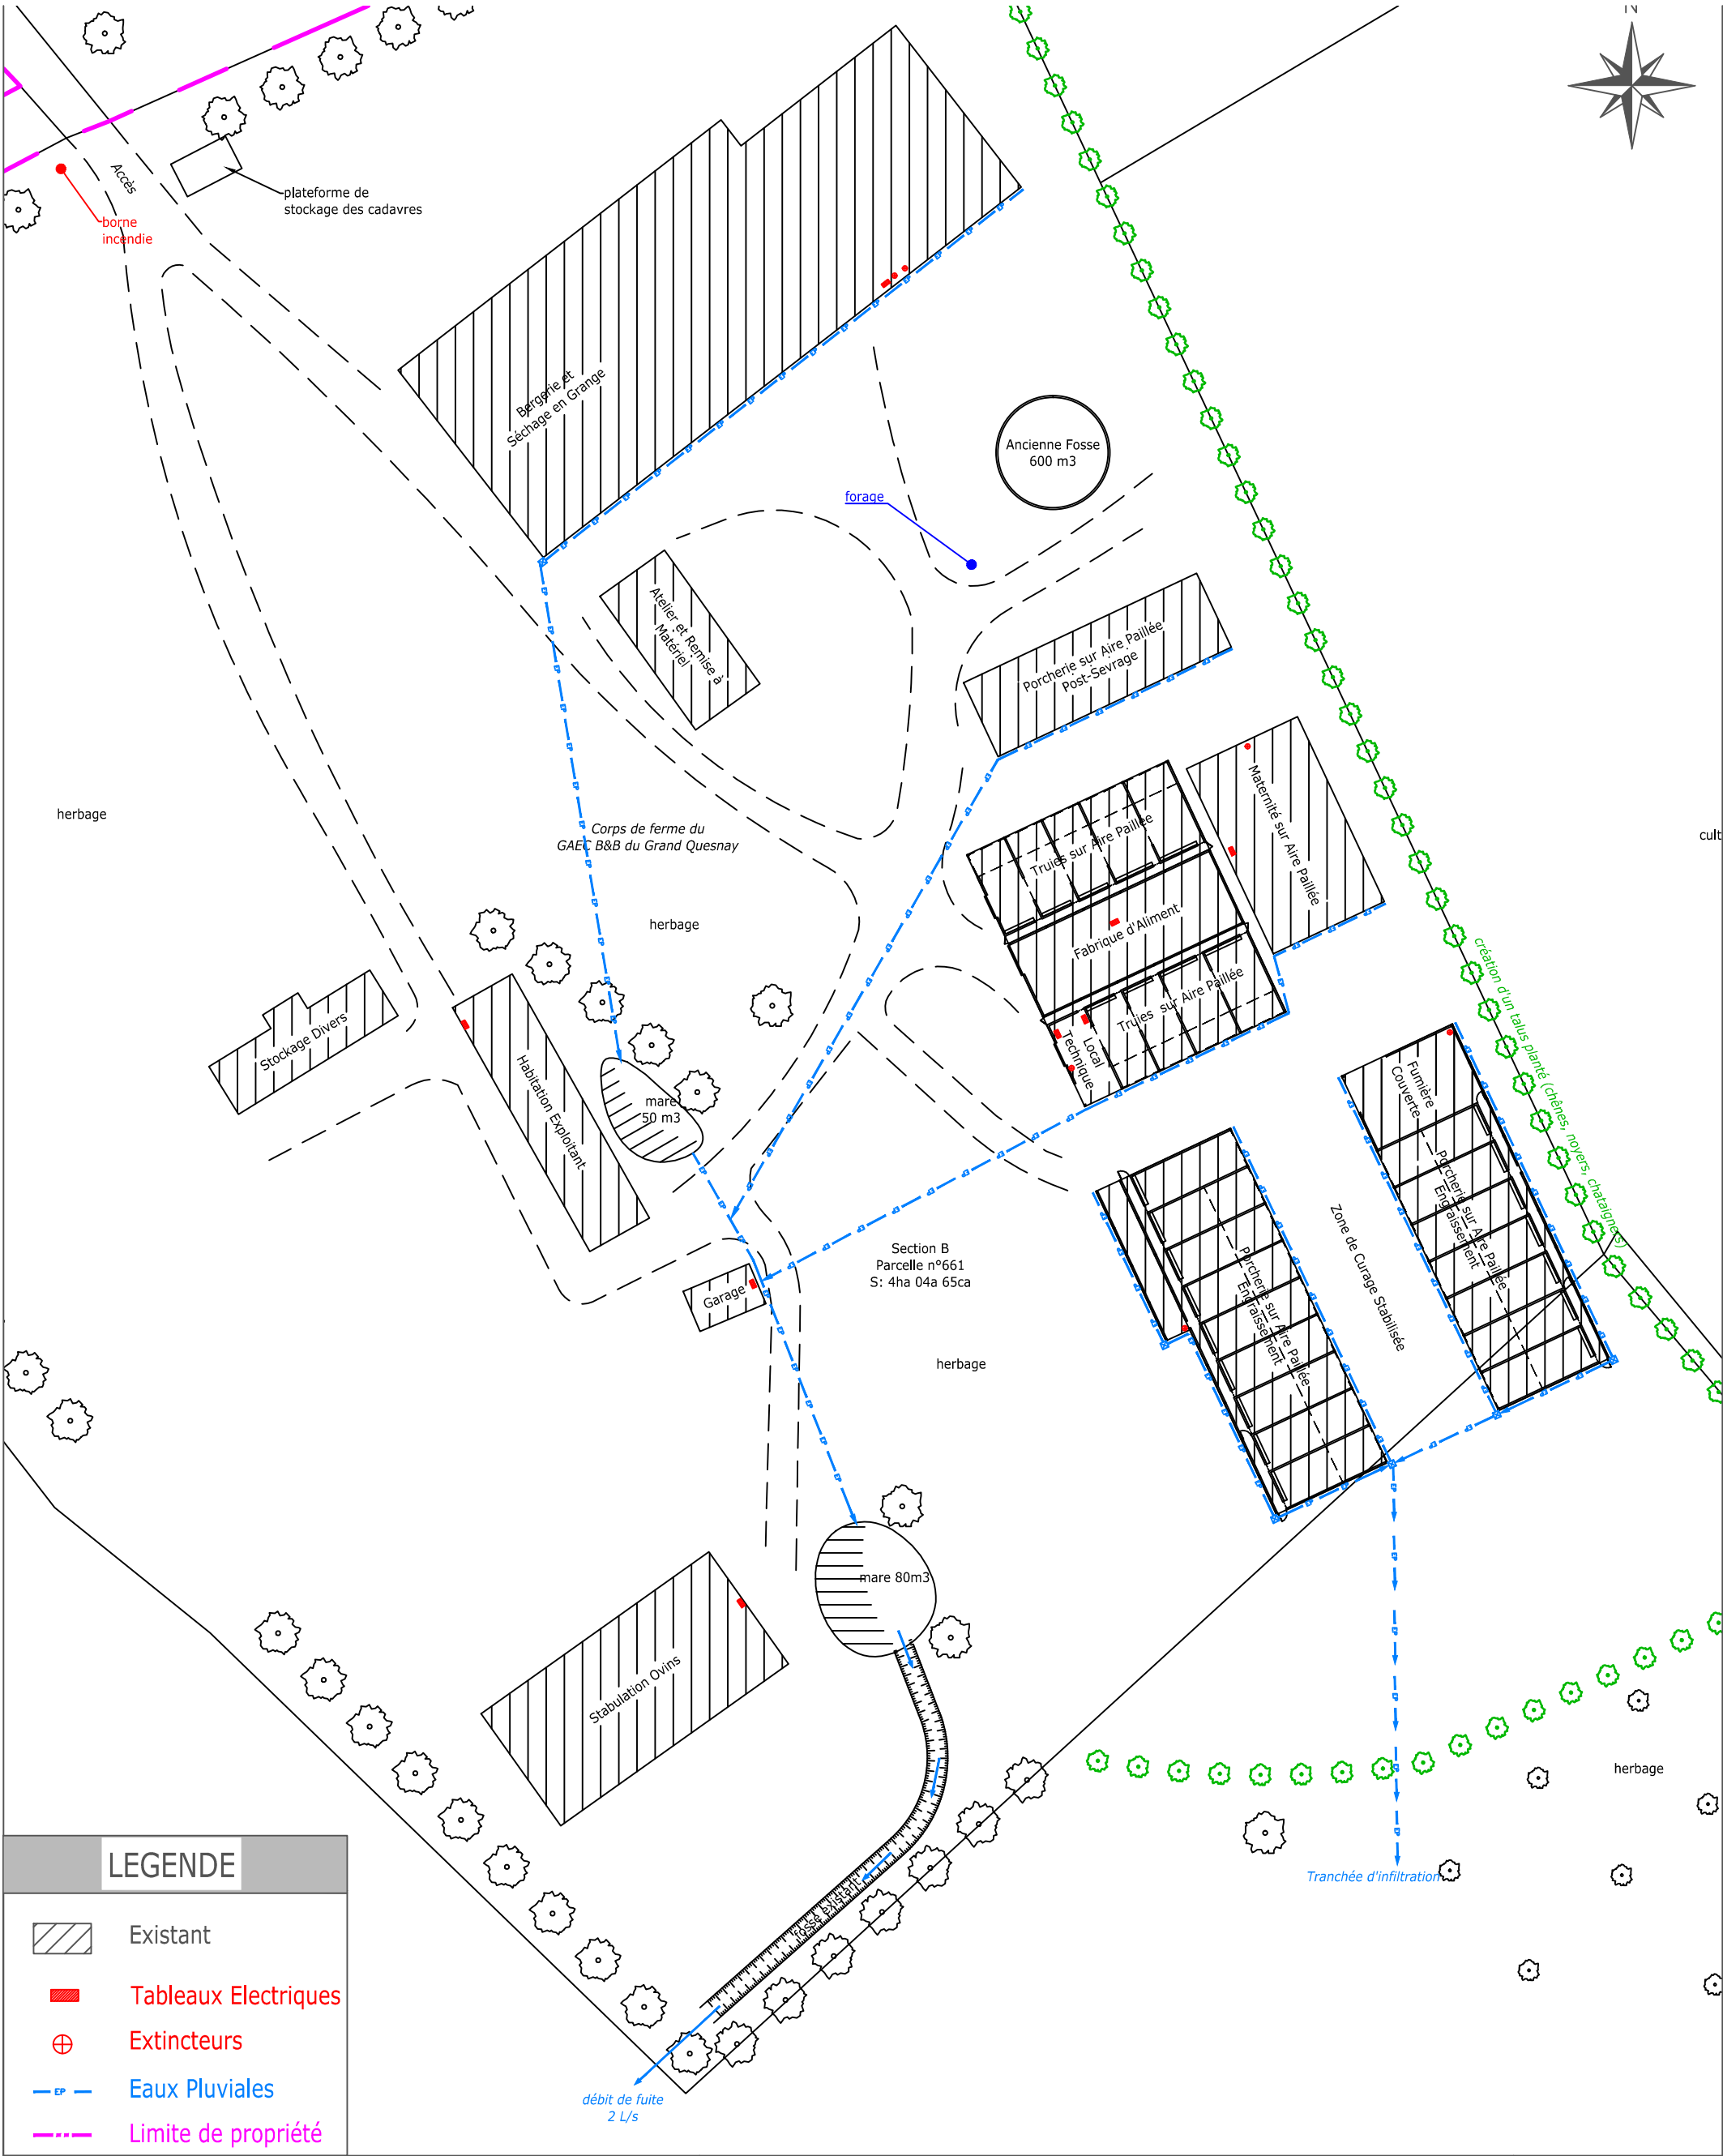 N
Accès
plateforme de
stockage des cadavres
borne
incendie
Bergerie et
Séchage en Grange
Ancienne Fosse
600 m3
forage
Atelier et Remise à
Matériel
Porcherie sur Aire Paillée
Post-Sevrage
Maternité sur Aire Paillée
Truies sur Aire Paillée
Fabrique d'Aliment
Truies sur Aire Paillée
Local
Technique
herbage
Corps de ferme du
GAEC B&B du Grand Quesnay
cult
herbage
création d'un talus planté (chênes, noyers, chataigners)
Stockage Divers
Habitation Exploitant
mare
50 m3
Fumière
Couverte
Porcherie sur Aire Paillée
Engraissement
Zone de Curage Stabilisée
Porcherie sur Aire Paillée
Engraissement
Section B
Parcelle n°661
S: 4ha 04a 65ca
Garage
herbage
mare 80m3
Stabulation Ovins
herbage
Tranchée d'infiltration
fosse existant
débit de fuite
2 L/s
LEGENDE
Existant
Tableaux Electriques
Extincteurs
EP
Eaux Pluviales
Limite de propriété